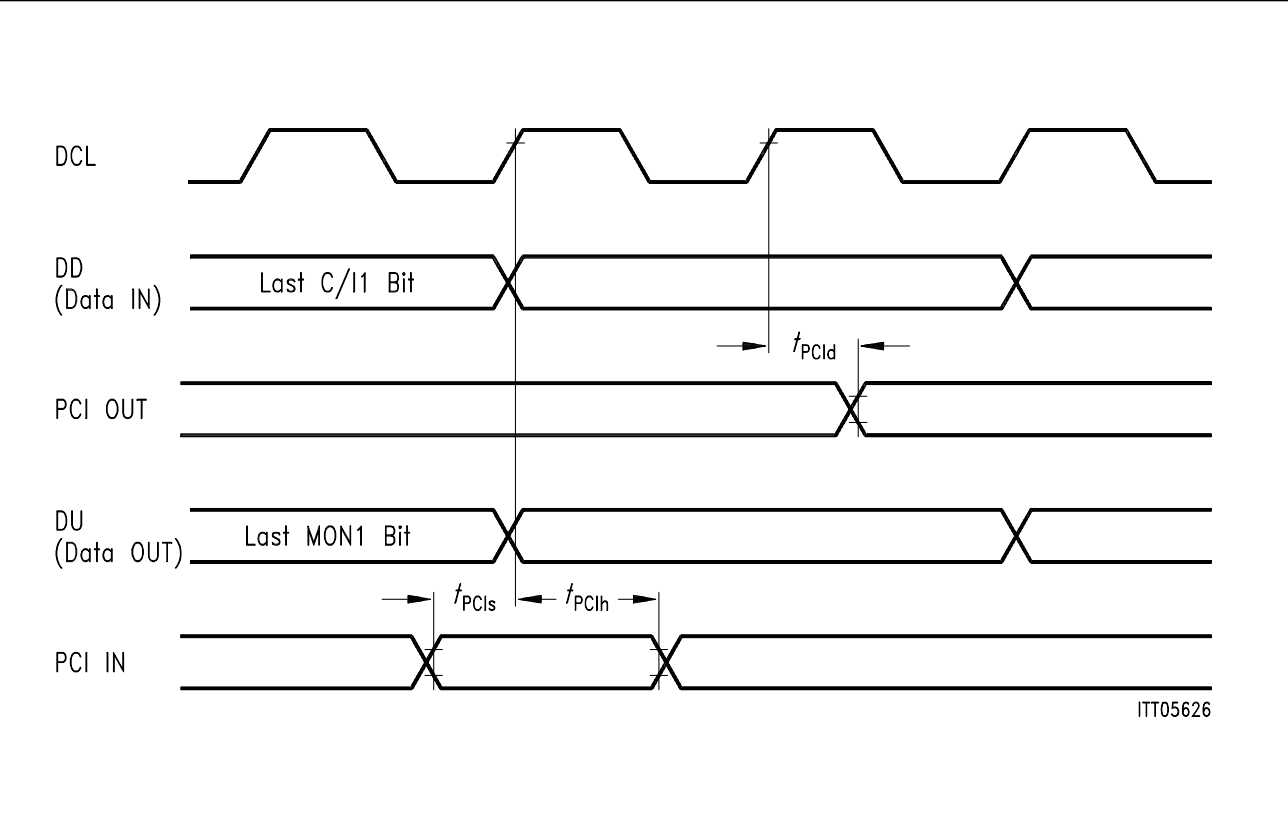 DCL
DD
(Data IN)
Last C/I1 Bit
tPCId
PCI OUT
DU
(Data OUT)
Last MON1 Bit
tPCIs
tPCIh
PCI IN
ITT05626